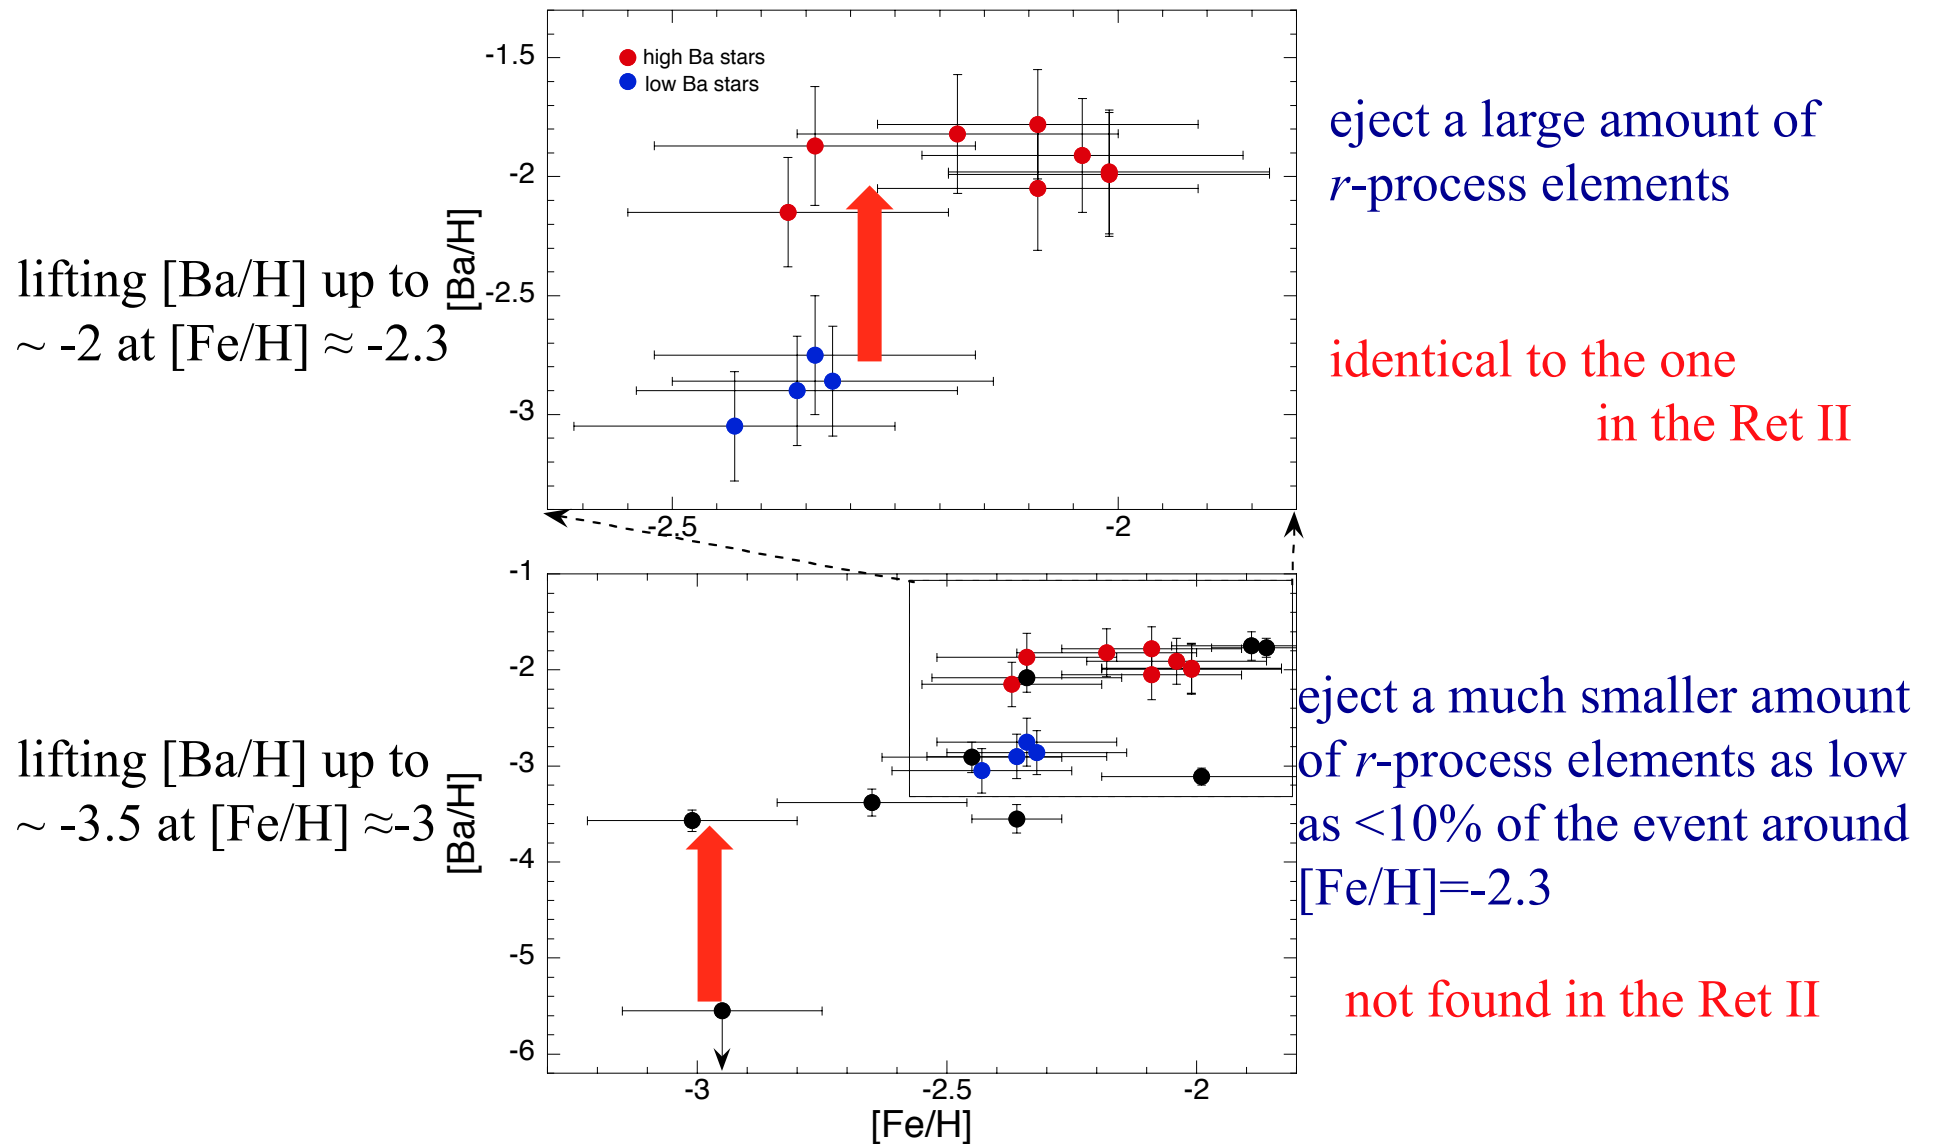 -1.5
high Ba stars
low Ba stars
-2
-2.5
-3
[Ba/H]
-2.5
-2
eject a large amount of
r-process elements
lifting [Ba/H] up to
~ -2 at [Fe/H] ≈ -2.3
identical to the one
in the Ret II
-1
-2
-3
-4
-5
-6
[Ba/H]
-3
-2.5
-2
[Fe/H]
lifting [Ba/H] up to
~ -3.5 at [Fe/H] ≈-3
eject a much smaller amount
of r-process elements as low
as <10% of the event around
[Fe/H]=-2.3
not found in the Ret II